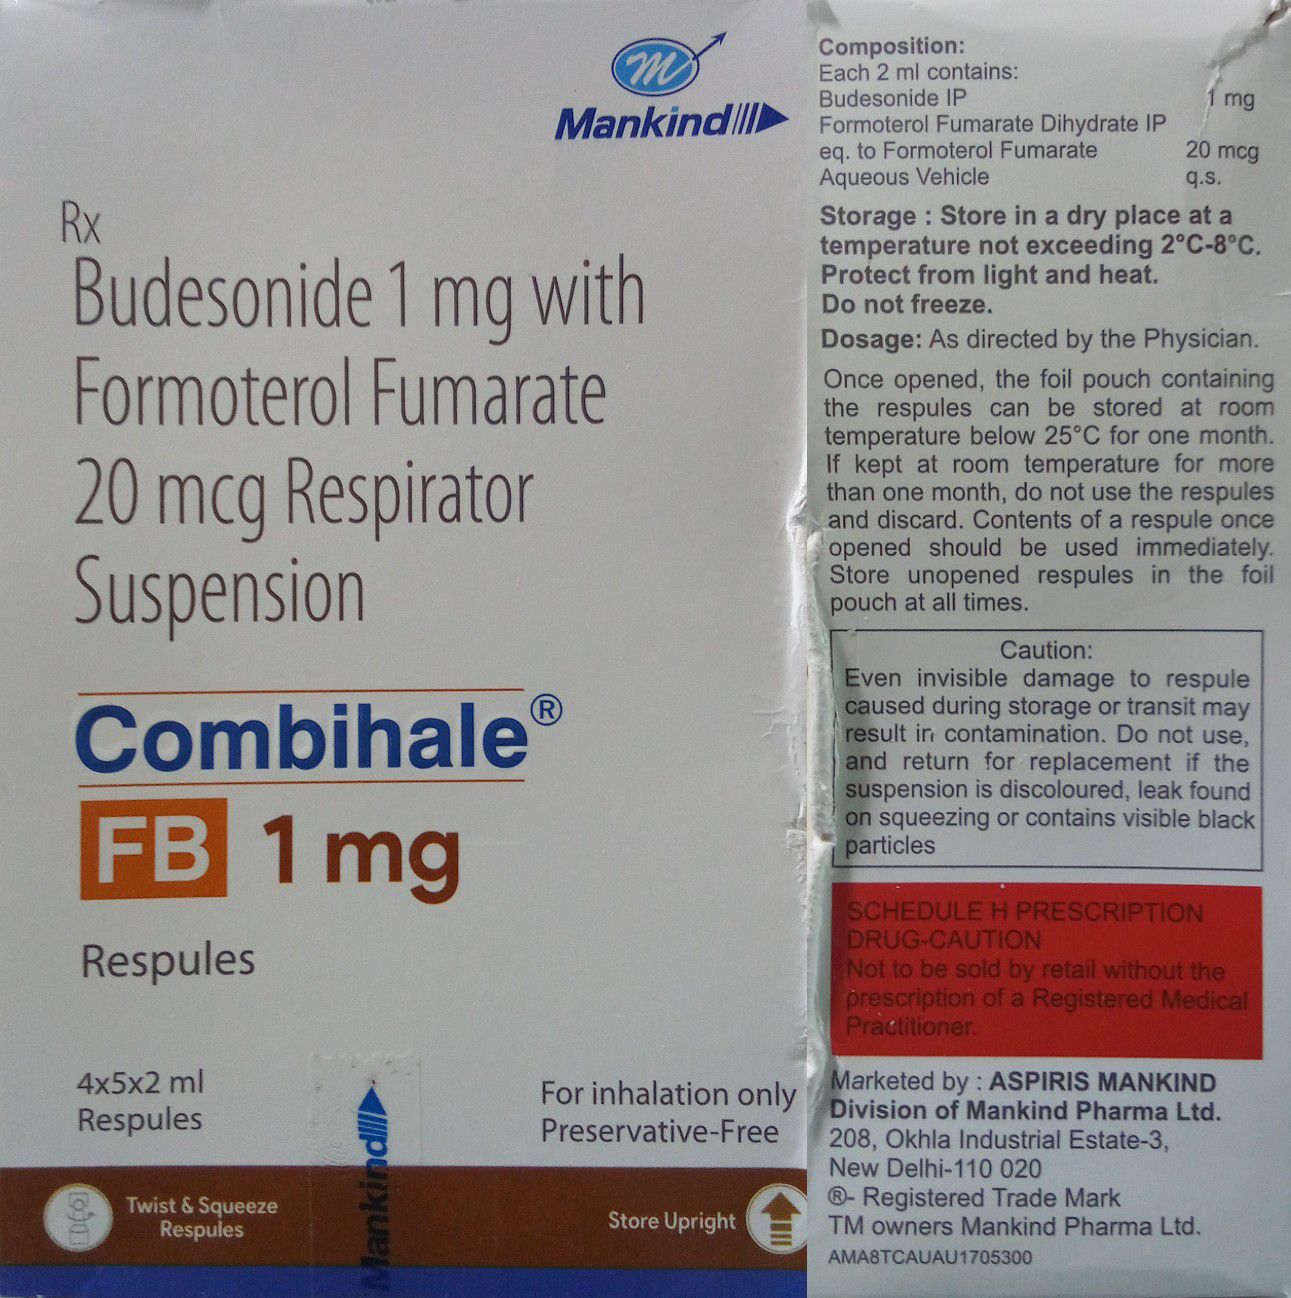 Mankind
Rx
Budesonide 1 mg with
Formoterol Fumarate
20 mcg Respirator
Suspension
Combihale®
FB 1 mg
Respules
4x5x2 ml
Respules
For inhalation only
Preservative-Free
Mankind
Twist & Squeeze
Respules
Store Upright
Composition:
Each 2 ml contains:
Budesonide IP 1 mg
Formoterol Fumarate Dihydrate IP
eq. to Formoterol Fumarate 20 mcg
Aqueous Vehicle q.s.
Storage : Store in a dry place at a
temperature not exceeding 2°C-8°C.
Protect from light and heat.
Do not freeze.
Dosage: As directed by the Physician.
Once opened, the foil pouch containing
the respules can be stored at room
temperature below 25°C for one month.
If kept at room temperature for more
than one month, do not use the respules
and discard. Contents of a respule once
opened should be used immediately.
Store unopened respules in the foil
pouch at all times.
Caution:
Even invisible damage to respule
caused during storage or transit may
result in contamination. Do not use,
and return for replacement if the
suspension is discoloured, leak found
on squeezing or contains visible black
particles
SCHEDULE H PRESCRIPTION
DRUG-CAUTION
Not to be sold by retail without the
prescription of a Registered Medical
Practitioner.
Marketed by : ASPIRIS MANKIND
Division of Mankind Pharma Ltd.
208, Okhla Industrial Estate-3,
New Delhi-110 020
®- Registered Trade Mark
TM owners Mankind Pharma Ltd.
AMA8TCAUAU1705300